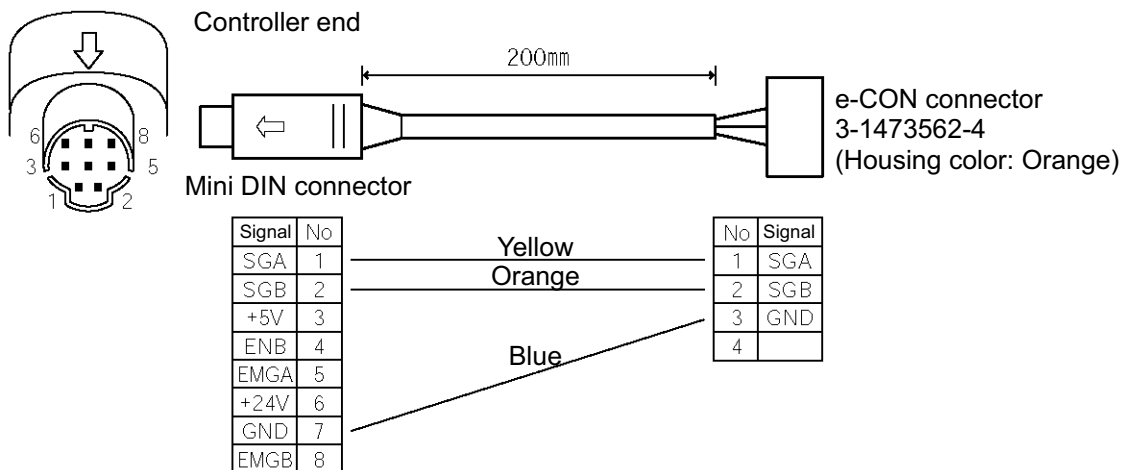 Controller end
200mm
6 8
3 5
1 2
e-CON connector
3-1473562-4
(Housing color: Orange)
Mini DIN connector
Signal No
SGA 1
SGB 2
+5V 3
ENB 4
EMGA 5
+24V 6
GND 7
EMGB 8
Yellow
Orange
Blue
No Signal
1 SGA
2 SGB
3 GND
4